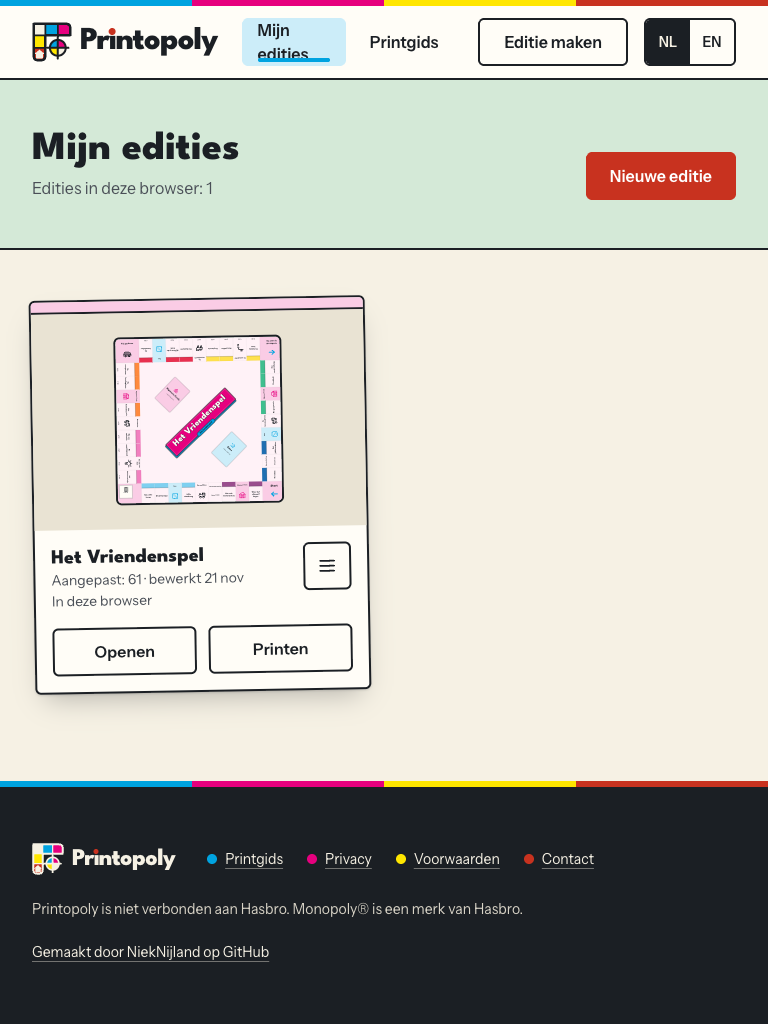 Printopoly
Mijn
edities
Printgids
Editie maken
NL
EN
Mijn edities
Edities in deze browser: 1
Nieuwe editie
Het Vriendenspel
Het Vriendenspel
Aangepast: 61 · bewerkt 21 nov
In deze browser
Openen
Printen
Printopoly
Printgids
Privacy
Voorwaarden
Contact
Printopoly is niet verbonden aan Hasbro. Monopoly® is een merk van Hasbro.
Gemaakt door NiekNijland op GitHub